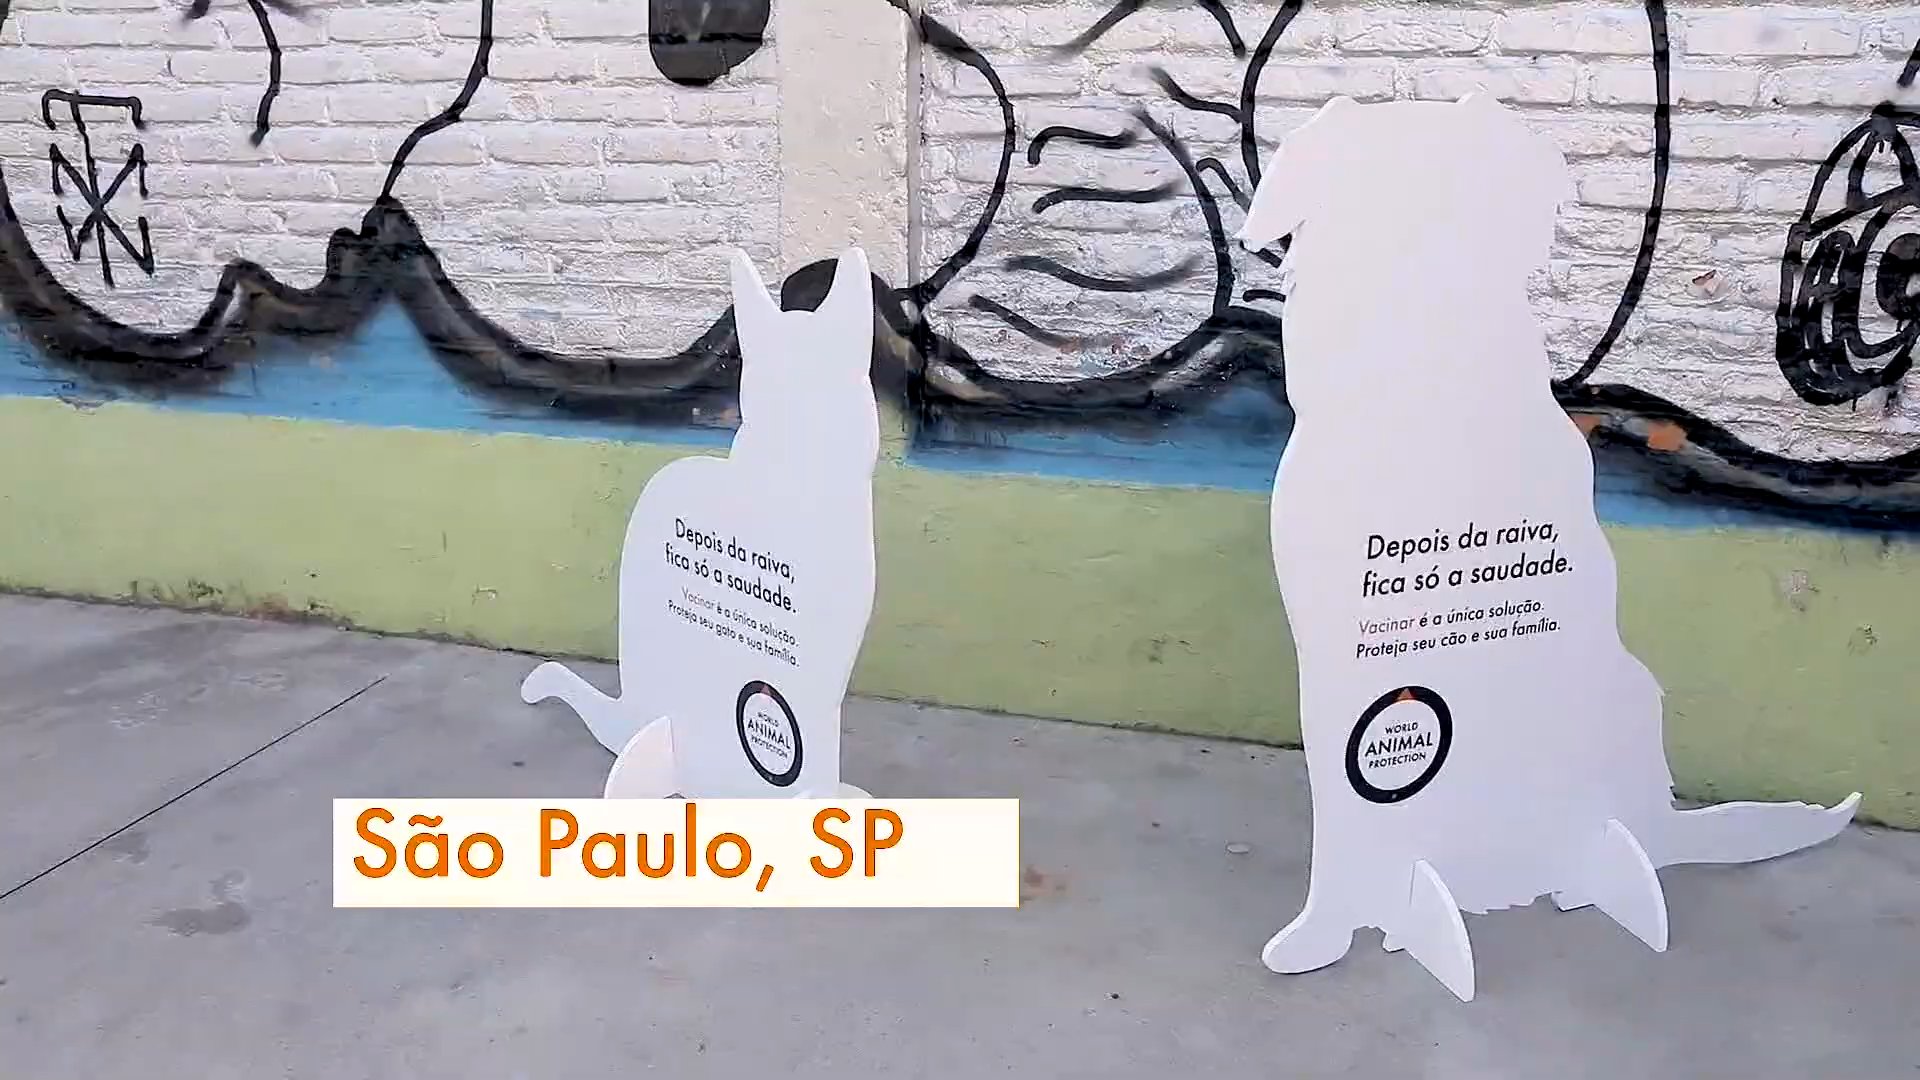 Depois da raiva,
fica só a saudade.
Vacinar é a única solução.
Proteja seu gato e sua família.
WORLD
ANIMAL
PROTECTION
Depois da raiva,
fica só a saudade.
Vacinar é a única solução.
Proteja seu cão e sua família.
WORLD
ANIMAL
PROTECTION
São Paulo, SP